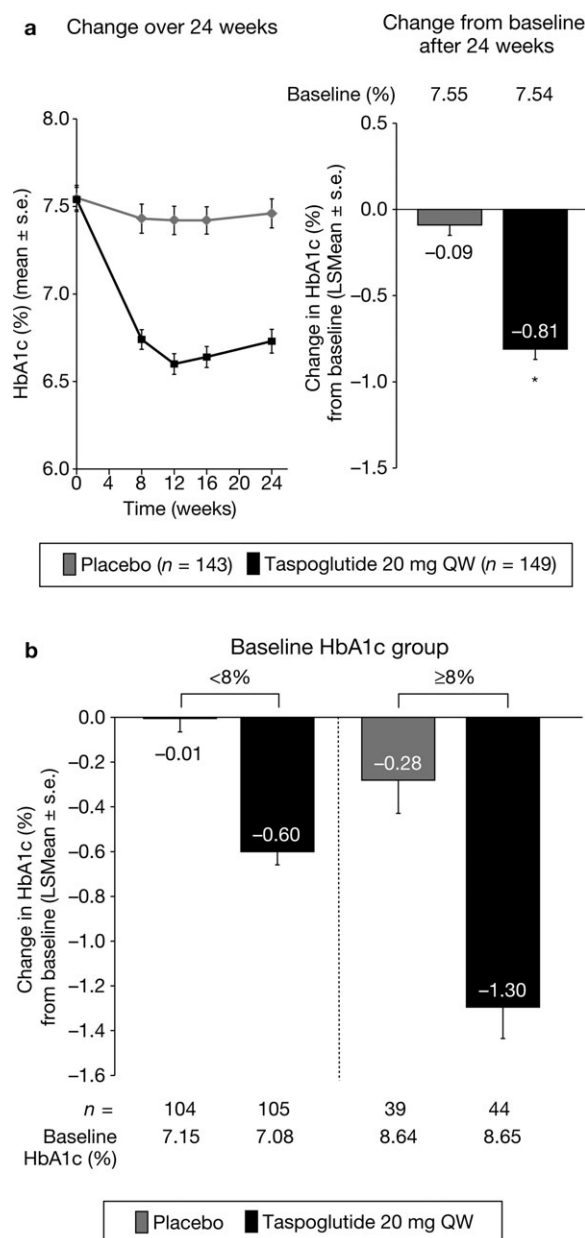 a
Change over 24 weeks
8.0
7.5
7.0
6.5
6.0
HbA1c (%) (mean ± s.e.)
0 4 8 12 16 20 24
Time (weeks)
Change from baseline
after 24 weeks
Baseline (%) 7.55 7.54
0.5
0.0
−0.5
−1.0
−1.5
Change in HbA1c (%)
from baseline (LSMean ± s.e.)
−0.09
−0.81
*
Placebo (n = 143) Taspoglutide 20 mg QW (n = 149)
b
Baseline HbA1c group
<8% ≥8%
0.0
−0.2
−0.4
−0.6
−0.8
−1.0
−1.2
−1.4
−1.6
Change in HbA1c (%)
from baseline (LSMean ± s.e.)
−0.01
−0.60
−0.28
−1.30
n = 104 105 39 44
Baseline 7.15 7.08 8.64 8.65
HbA1c (%)
Placebo Taspoglutide 20 mg QW